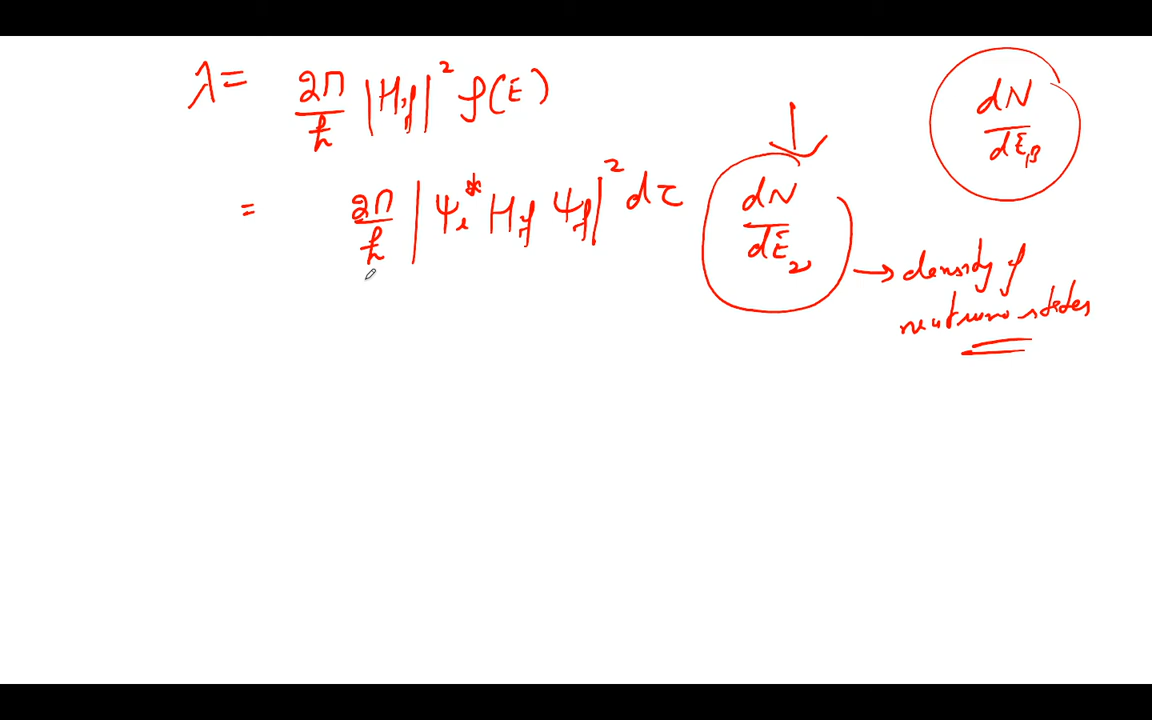 λ = 2π/ħ |H_if|² ρ(E)
dN/dE_β
= 2π/ħ | ψ_i* H_if ψ_f |² dτ dN/dE_ν
→ density of
neutrino states